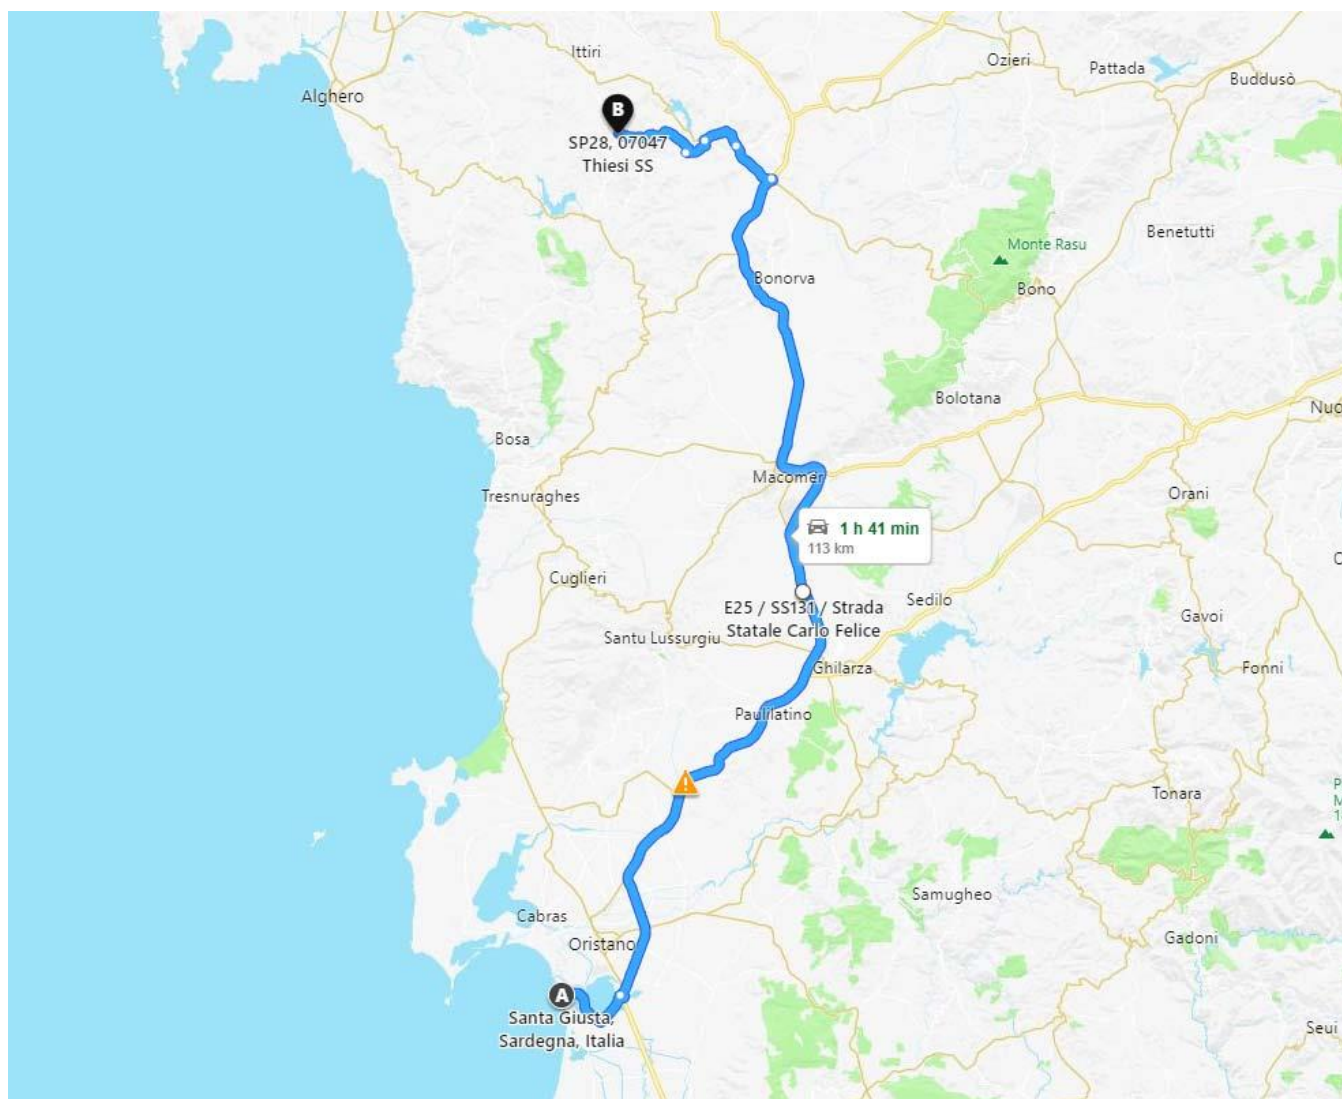 Ittiri
Ozieri
Pattada
Buddusò
Alghero
B
SP28, 07047
Thiesi SS
Benetutti
Monte Rasu
Bonorva
Bono
Bolotana
Nuo
Bosa
Macomer
Tresnuraghes
Orani
1 h 41 min
113 km
Cuglieri
E25 / SS131 / Strada
Statale Carlo Felice
Sedilo
Gavoi
Santu Lussurgiu
Ghilarza
Fonni
Paulilatino
Tonara
P
M
18
Samugheo
Cabras
Oristano
Gadoni
A
Santa Giusta,
Sardegna, Italia
Seui